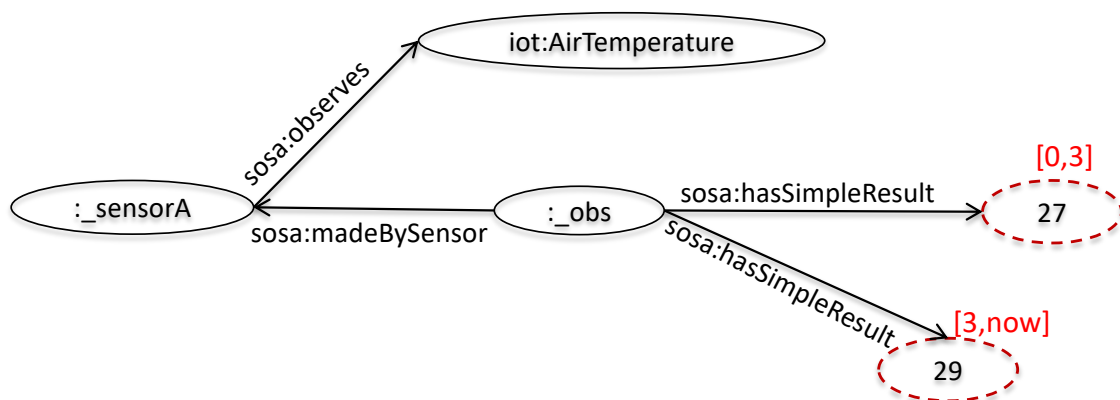 iot:AirTemperature
sosa:observes
[0,3]
:_sensorA
sosa:madeBySensor
:_obs
sosa:hasSimpleResult
27
sosa:hasSimpleResult
[3,now]
29